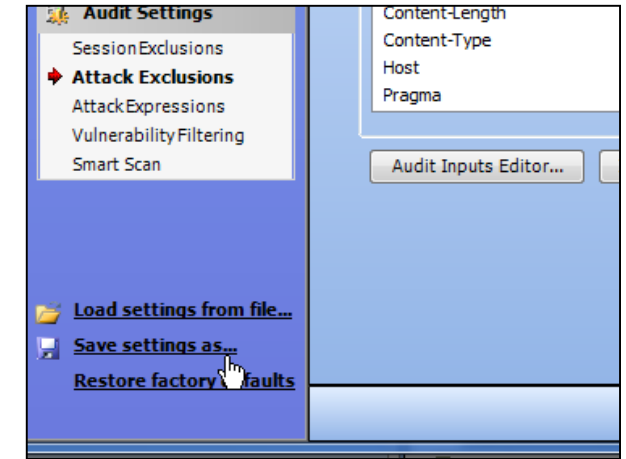 Audit Settings
Session Exclusions
Attack Exclusions
Attack Expressions
Vulnerability Filtering
Smart Scan
Load settings from file...
Save settings as...
Restore factory
Content-Length
Content-Type
Host
Pragma
Audit Inputs Editor...